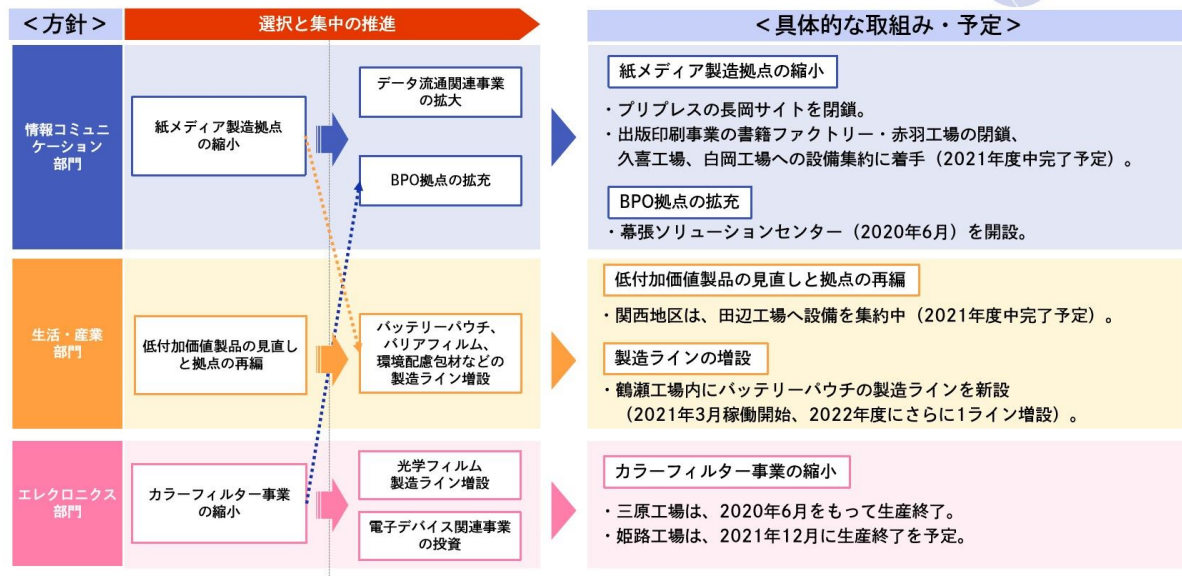 ＜方針＞
選択と集中の推進
＜具体的な取組み・予定＞
情報コミュニ
ケーション
部門
紙メディア製造拠点
の縮小
データ流通関連事業
の拡大
BPO拠点の拡充
紙メディア製造拠点の縮小
・プリプレスの長岡サイトを閉鎖。
・出版印刷事業の書籍ファクトリー・赤羽工場の閉鎖、
久喜工場、白岡工場への設備集約に着手（2021年度中完了予定）。
BPO拠点の拡充
・幕張ソリューションセンター（2020年6月）を開設。
生活・産業
部門
低付加価値製品の見直し
と拠点の再編
バッテリーパウチ、
バリアフィルム、
環境配慮包材などの
製造ライン増設
低付加価値製品の見直しと拠点の再編
・関西地区は、田辺工場へ設備を集約中（2021年度中完了予定）。
製造ラインの増設
・鶴瀬工場内にバッテリーパウチの製造ラインを新設
（2021年3月稼働開始、2022年度にさらに1ライン増設）。
エレクロニクス
部門
カラーフィルター事業
の縮小
光学フィルム
製造ライン増設
電子デバイス関連事業
の投資
カラーフィルター事業の縮小
・三原工場は、2020年6月をもって生産終了。
・姫路工場は、2021年12月に生産終了を予定。